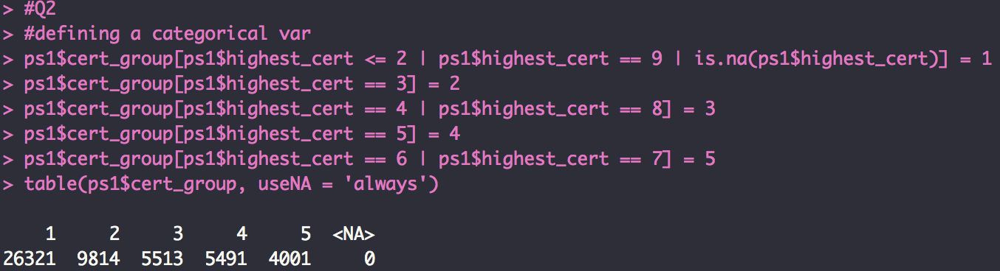 > #Q2
> #defining a categorical var
> ps1$cert_group[ps1$highest_cert <= 2 | ps1$highest_cert == 9 | is.na(ps1$highest_cert)] = 1
> ps1$cert_group[ps1$highest_cert == 3] = 2
> ps1$cert_group[ps1$highest_cert == 4 | ps1$highest_cert == 8] = 3
> ps1$cert_group[ps1$highest_cert == 5] = 4
> ps1$cert_group[ps1$highest_cert == 6 | ps1$highest_cert == 7] = 5
> table(ps1$cert_group, useNA = 'always')
1 2 3 4 5 <NA>
26321 9814 5513 5491 4001 0